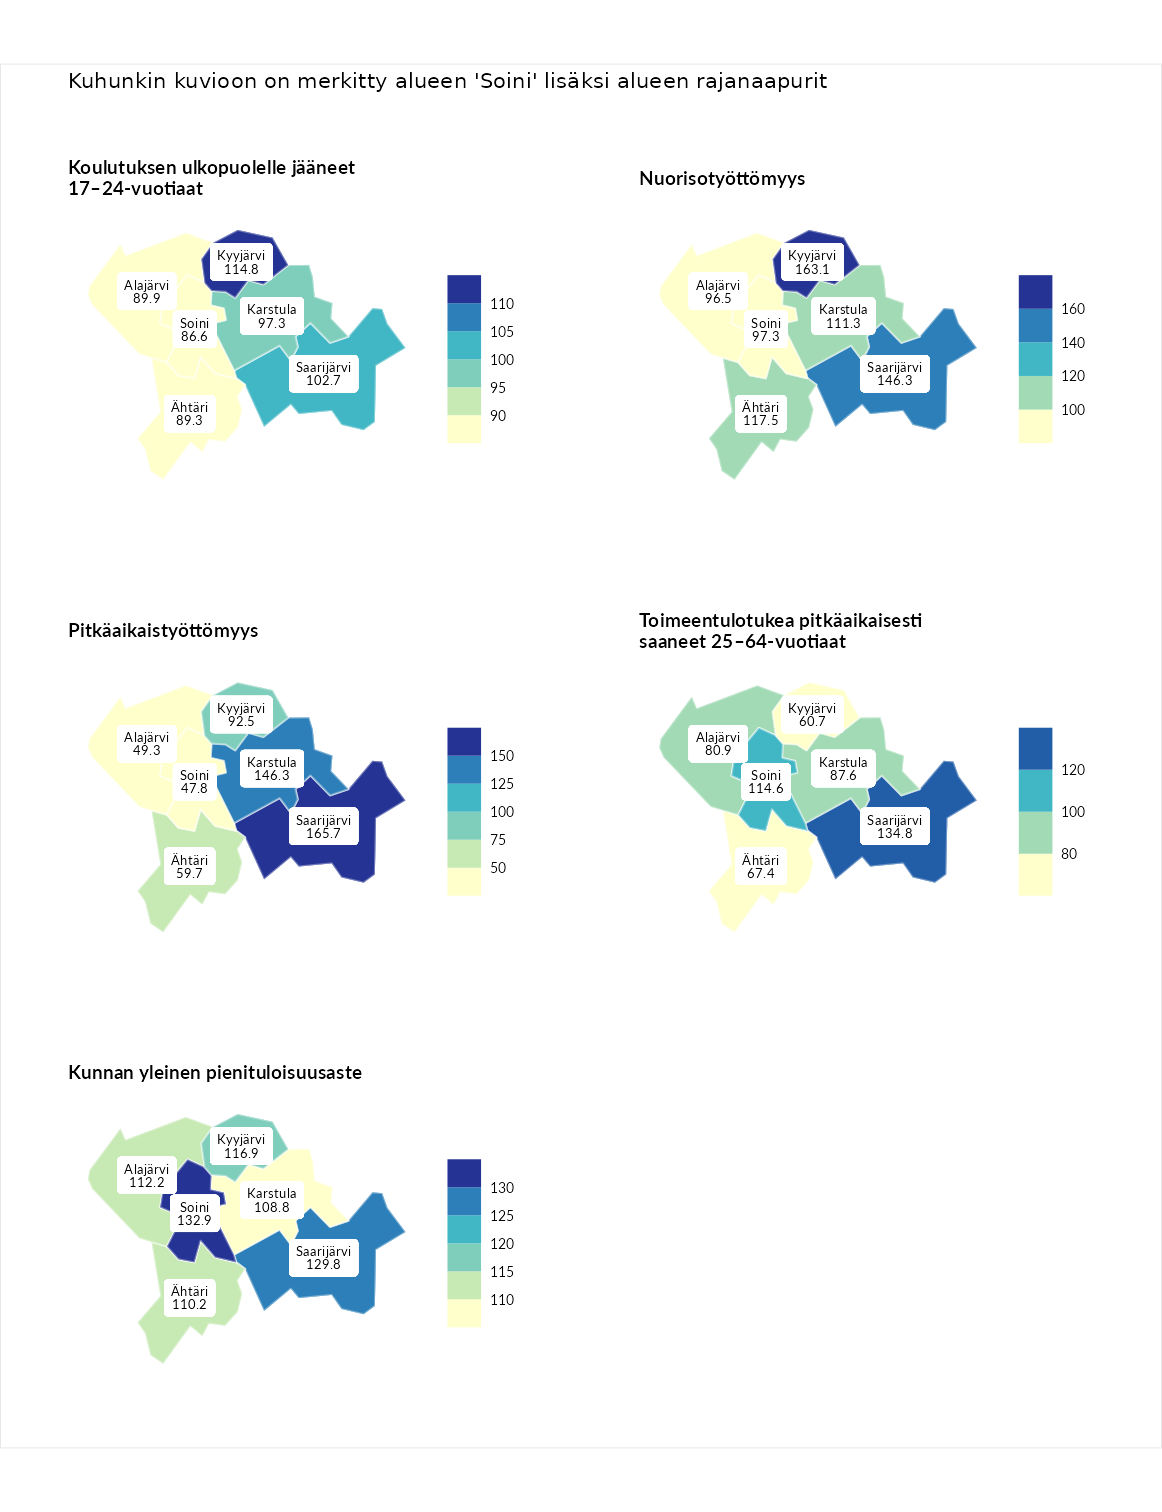 Kuhunkin kuvioon on merkitty alueen 'Soini' lisäksi alueen rajanaapurit
Koulutuksen ulkopuolelle jääneet
17–24-vuotiaat
Kyyjärvi
114.8
Alajärvi
89.9
Karstula
97.3
Soini
86.6
Saarijärvi
102.7
Ähtäri
89.3
110
105
100
95
90
Nuorisotyöttömyys
Kyyjärvi
163.1
Alajärvi
96.5
Karstula
111.3
Soini
97.3
Saarijärvi
146.3
Ähtäri
117.5
160
140
120
100
Pitkäaikaistyöttömyys
Kyyjärvi
92.5
Alajärvi
49.3
Karstula
146.3
Soini
47.8
Saarijärvi
165.7
Ähtäri
59.7
150
125
100
75
50
Toimeentulotukea pitkäaikaisesti
saaneet 25–64-vuotiaat
Kyyjärvi
60.7
Alajärvi
80.9
Karstula
87.6
Soini
114.6
Saarijärvi
134.8
Ähtäri
67.4
120
100
80
Kunnan yleinen pienituloisuusaste
Kyyjärvi
116.9
Alajärvi
112.2
Karstula
108.8
Soini
132.9
Saarijärvi
129.8
Ähtäri
110.2
130
125
120
115
110